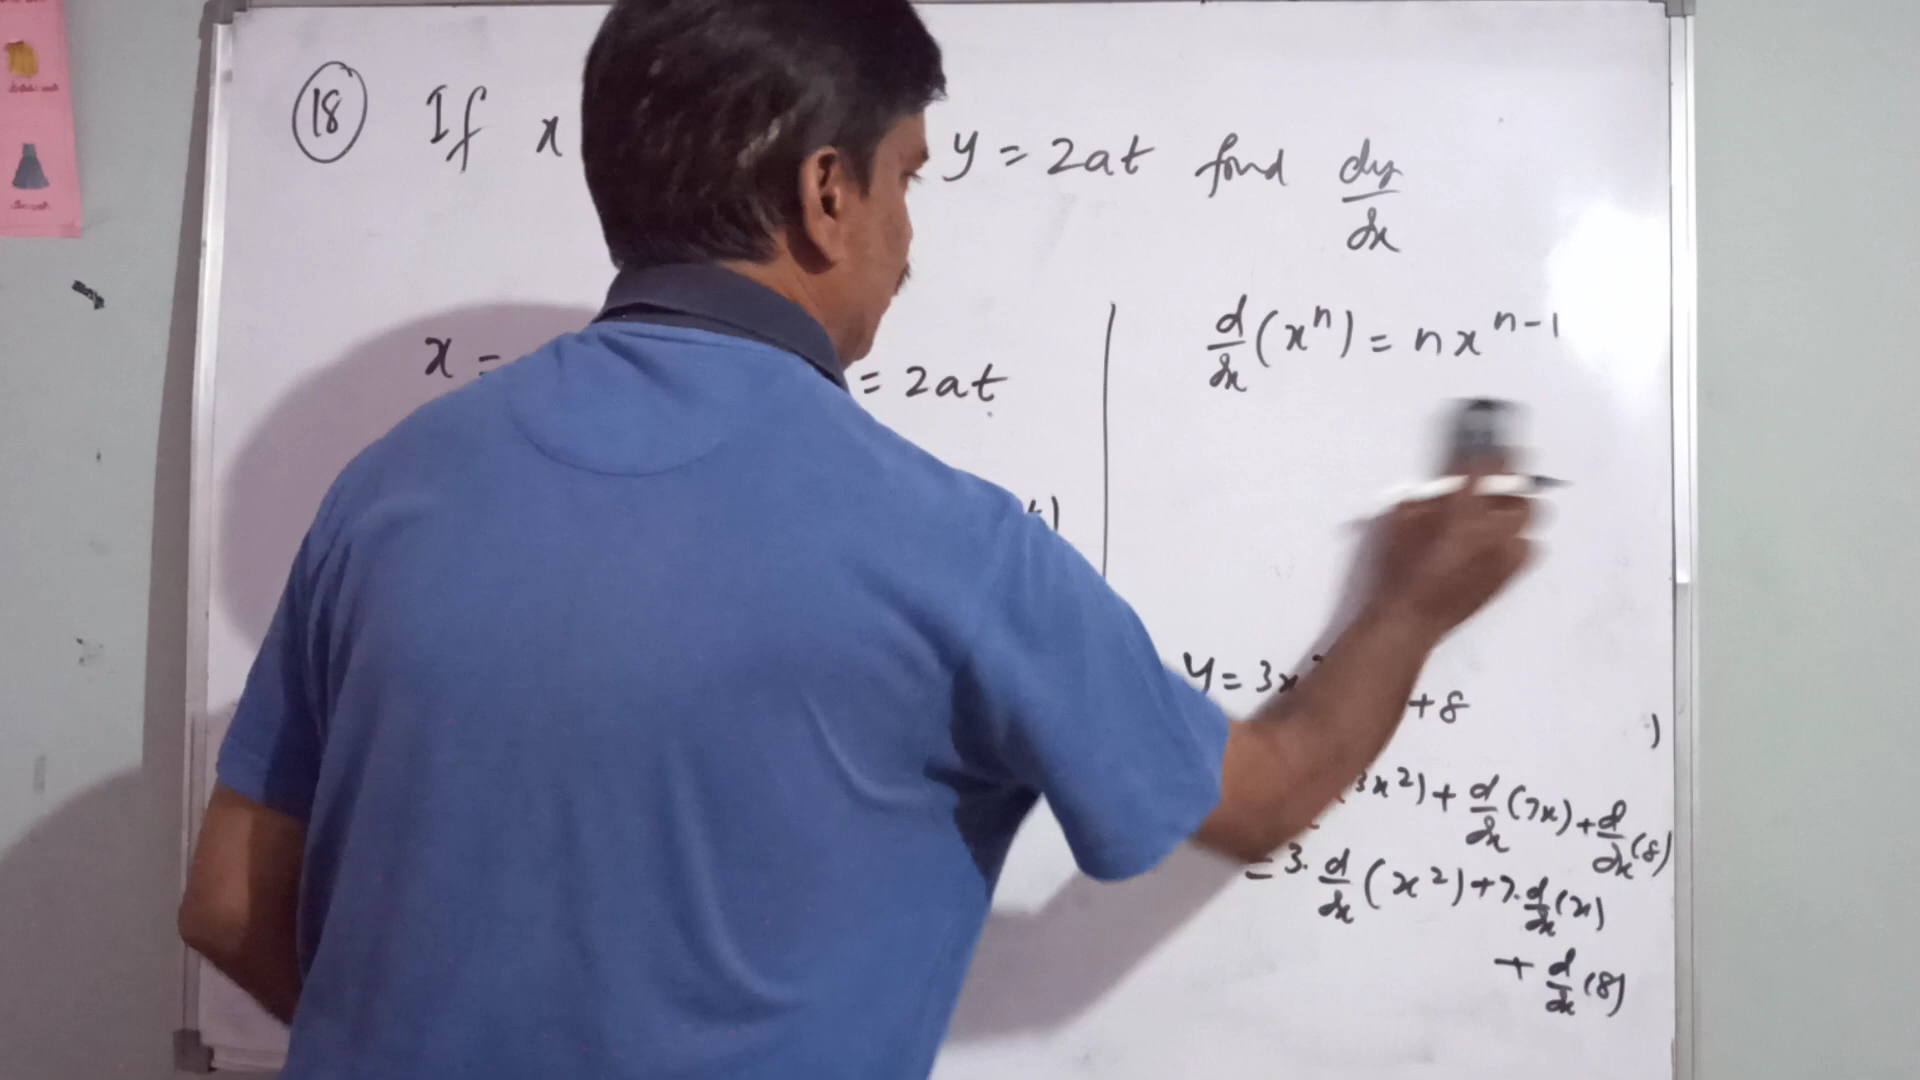 18 If x y = 2at find dy/dx
x = = 2at
d/dx (xⁿ) = n xⁿ⁻¹
t)
y = 3x +8
)
3x²) + d/dx (7x) + d/dx (8)
= 3. d/dx (x²) + 7. d/dx (x)
+ d/dx (8)